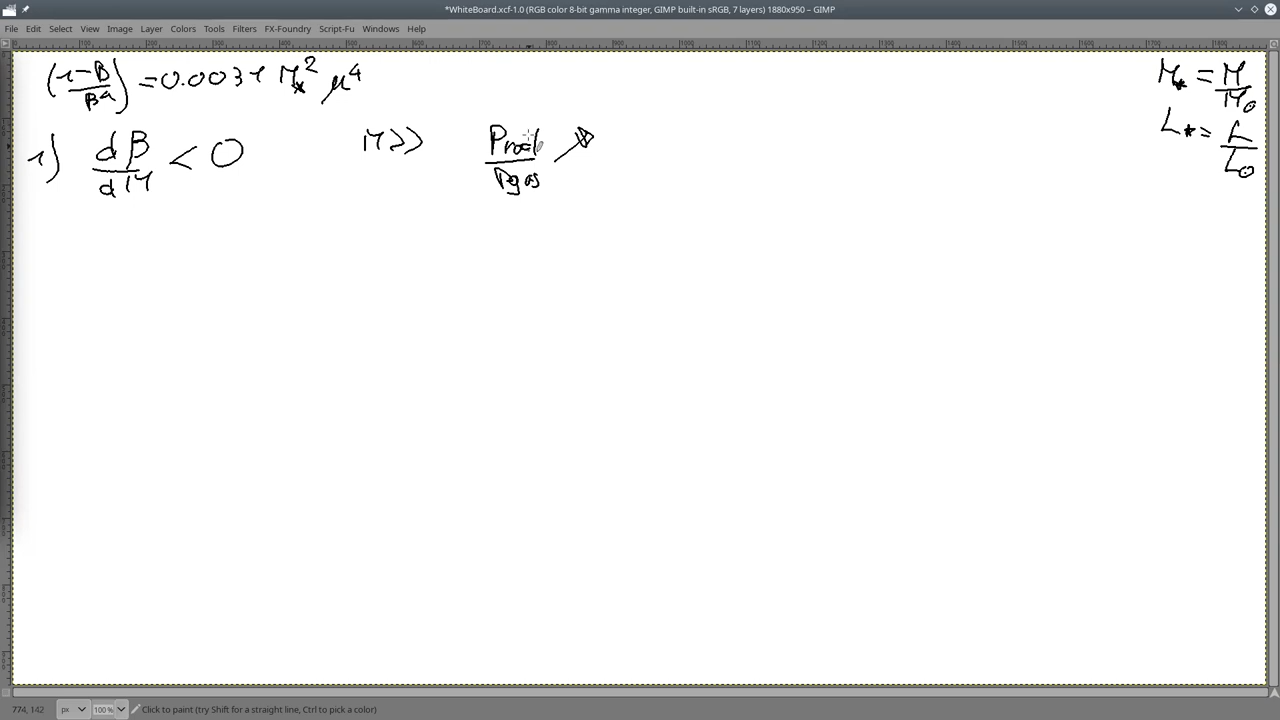 *WhiteBoard.xcf-1.0 (RGB color 8-bit gamma integer, GIMP built-in sRGB, 7 layers) 1880x950 – GIMP
File Edit Select View Image Layer Colors Tools Filters FX-Foundry Script-Fu Windows Help
(1-β/β⁴) = 0.0031 M*² μ⁴
M* = M/M⊙
L* = L/L⊙
1) dβ/dM < 0 M >> Prad/Pgas ↗
774, 142 px 100 % Click to paint (try Shift for a straight line, Ctrl to pick a color)